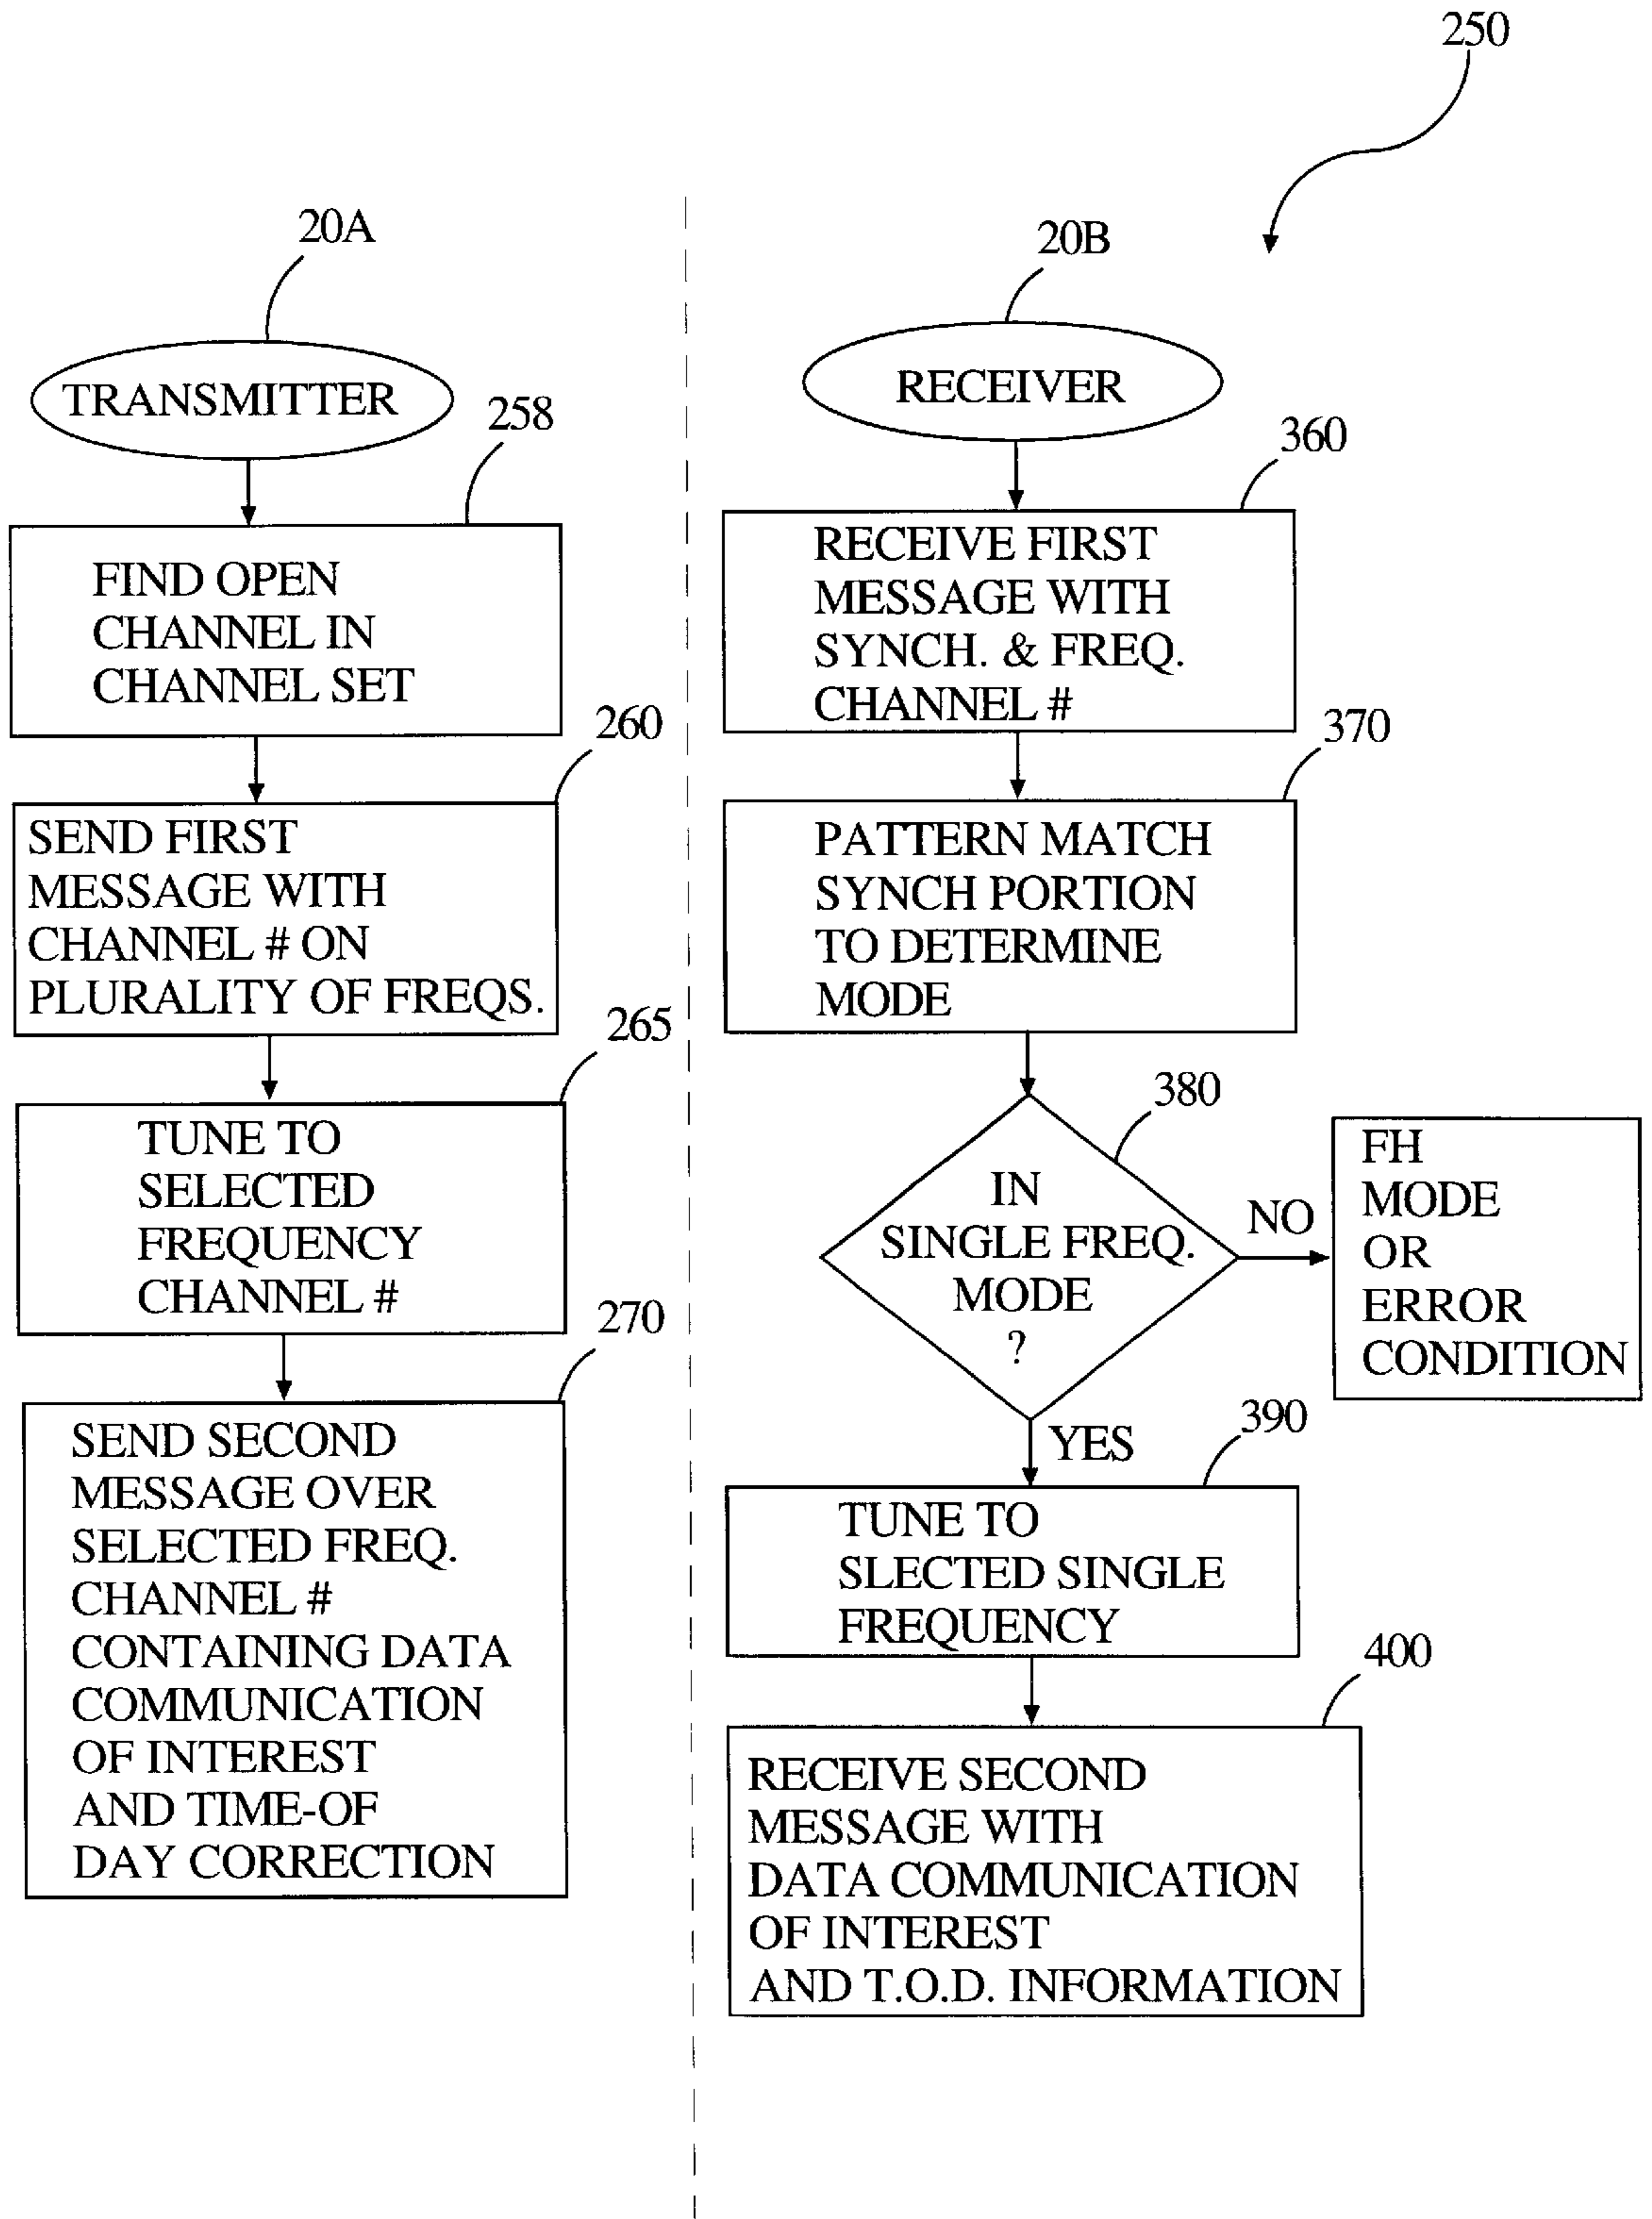 250
20A
TRANSMITTER
258
FIND OPEN
CHANNEL IN
CHANNEL SET
260
SEND FIRST
MESSAGE WITH
CHANNEL # ON
PLURALITY OF FREQS.
265
TUNE TO
SELECTED
FREQUENCY
CHANNEL #
270
SEND SECOND
MESSAGE OVER
SELECTED FREQ.
CHANNEL #
CONTAINING DATA
COMMUNICATION
OF INTEREST
AND TIME-OF
DAY CORRECTION
20B
RECEIVER
360
RECEIVE FIRST
MESSAGE WITH
SYNCH. & FREQ.
CHANNEL #
370
PATTERN MATCH
SYNCH PORTION
TO DETERMINE
MODE
380
IN
SINGLE FREQ.
MODE
?
NO
FH
MODE
OR
ERROR
CONDITION
YES
390
TUNE TO
SLECTED SINGLE
FREQUENCY
400
RECEIVE SECOND
MESSAGE WITH
DATA COMMUNICATION
OF INTEREST
AND T.O.D. INFORMATION